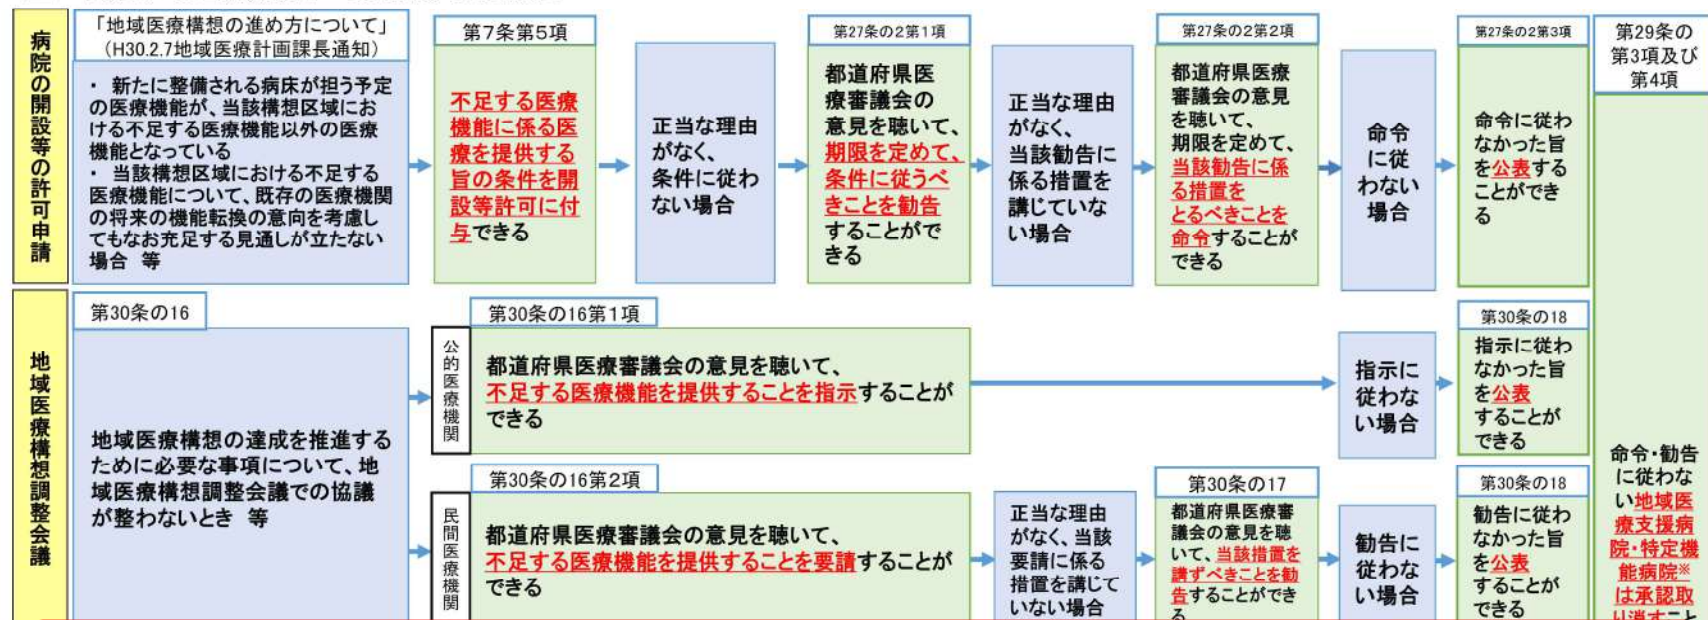 病院の開設等の許可申請
「地域医療構想の進め方について」
（H30.2.7地域医療計画課長通知）
・ 新たに整備される病床が担う予定
の医療機能が、当該構想区域にお
ける不足する医療機能以外の医療
機能となっている
・ 当該構想区域における不足する
医療機能について、既存の医療機関
の将来の機能転換の意向を考慮し
てもなお充足する見通しが立たない
場合 等
第7条第5項
不足する医療
機能に係る医
療を提供する
旨の条件を開
設等許可に付
与できる
正当な理由
がなく、
条件に従わ
ない場合
第27条の2第1項
都道府県医
療審議会の
意見を聴いて、
期限を定めて、
条件に従うべ
きことを勧告
することがで
きる
正当な理由
がなく、
当該勧告に
係る措置を
講じていな
い場合
第27条の2第2項
都道府県医療
審議会の意見
を聴いて、
期限を定めて、
当該勧告に係
る措置を
とるべきことを
命令することが
できる
命令
に従
わない
場合
第27条の2第3項
命令に従わ
なかった旨
を公表する
ことができ
る
第29条の
第3項及び
第4項
命令・勧告
に従わな
い地域医
療支援病
院・特定機
能病院※
は承認取
り消すこと
地域医療構想調整会議
第30条の16
地域医療構想の達成を推進する
ために必要な事項について、地
域医療構想調整会議での協議
が整わないとき 等
公的医療機関
第30条の16第1項
都道府県医療審議会の意見を聴いて、
不足する医療機能を提供することを指示することが
できる
指示に
従わな
い場合
第30条の18
指示に従わ
なかった旨
を公表
することが
できる
民間医療機関
第30条の16第2項
都道府県医療審議会の意見を聴いて、
不足する医療機能を提供することを要請することが
できる
正当な理由
がなく、当該
要請に係る
措置を講じて
いない場合
第30条の17
都道府県医療審
議会の意見を聴
いて、当該措置を
講ずべきことを勧
告することができ
る
勧告に
従わな
い場合
第30条の18
勧告に従わ
なかった旨
を公表
することが
できる